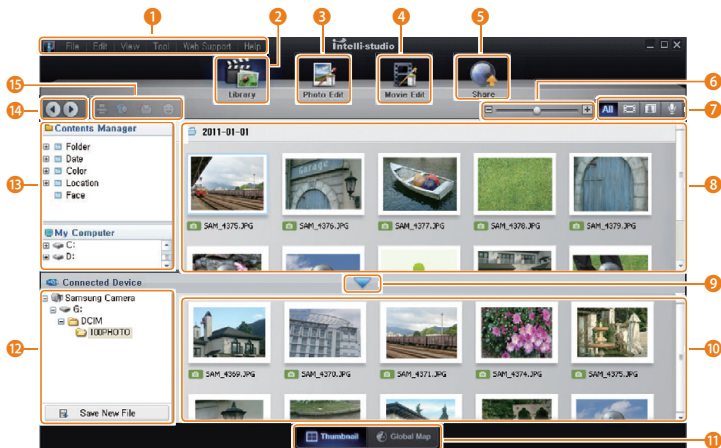 1
2
3
4
5
File Edit View Tool Web Support Help
intelli-studio
Library
Photo Edit
Movie Edit
Share
15
6
14
All
7
Contents Manager
Folder
Date
Color
Location
Face
13
2011-01-01
SAM_4375.JPG
SAM_4376.JPG
SAM_4377.JPG
SAM_4378.JPG
SAM_4379.JPG
8
My Computer
C:
D:
Connected Device
9
Samsung Camera
G:
DCIM
100PHOTO
12
SAM_4369.JPG
SAM_4370.JPG
SAM_4371.JPG
SAM_4374.JPG
SAM_4375.JPG
10
Save New File
Thumbnail
Global Map
11